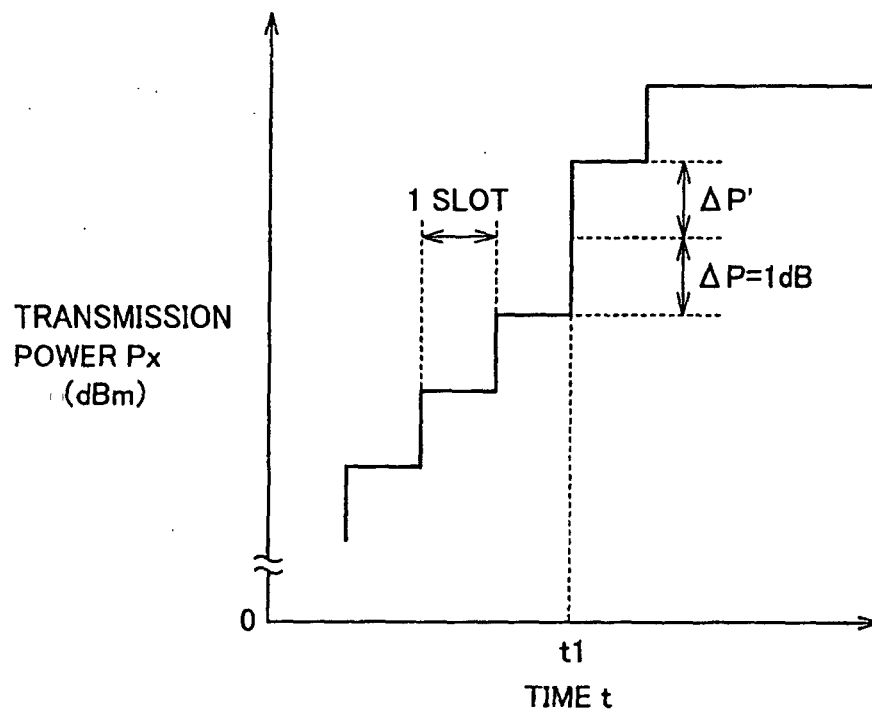 1 SLOT
ΔP'
ΔP=1dB
TRANSMISSION
POWER Px
(dBm)
0
t1
TIME t